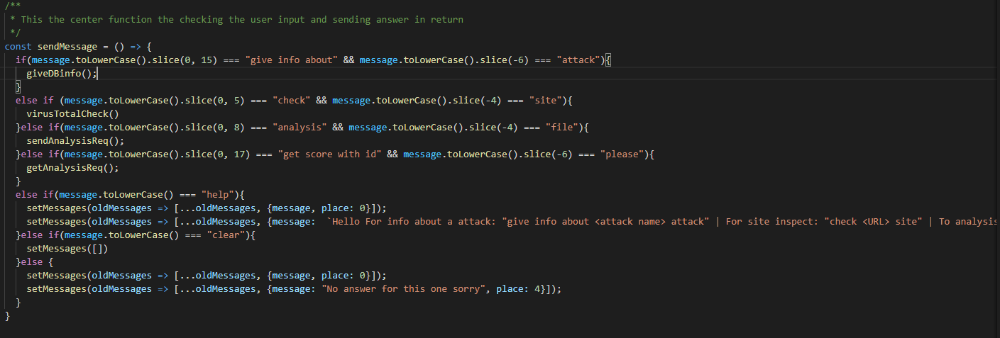 /**
 * This the center function the checking the user input and sending answer in return
 */
const sendMessage = () => {
  if(message.toLowerCase().slice(0, 15) === "give info about" && message.toLowerCase().slice(-6) === "attack"){
    giveDBinfo();
  }
  else if (message.toLowerCase().slice(0, 5) === "check" && message.toLowerCase().slice(-4) === "site"){
    virusTotalCheck()
  }else if(message.toLowerCase().slice(0, 8) === "analysis" && message.toLowerCase().slice(-4) === "file"){
    sendAnalysisReq();
  }else if(message.toLowerCase().slice(0, 17) === "get score with id" && message.toLowerCase().slice(-6) === "please"){
    getAnalysisReq();
  }
  else if(message.toLowerCase() === "help"){
    setMessages(oldMessages => [...oldMessages, {message, place: 0}]);
    setMessages(oldMessages => [...oldMessages, {message:  `Hello For info about a attack: "give info about <attack name> attack" | For site inspect: "check <URL> site" | To analysis
  }else if(message.toLowerCase() === "clear"){
    setMessages([])
  }else {
    setMessages(oldMessages => [...oldMessages, {message, place: 0}]);
    setMessages(oldMessages => [...oldMessages, {message: "No answer for this one sorry", place: 4}]);
  }
}